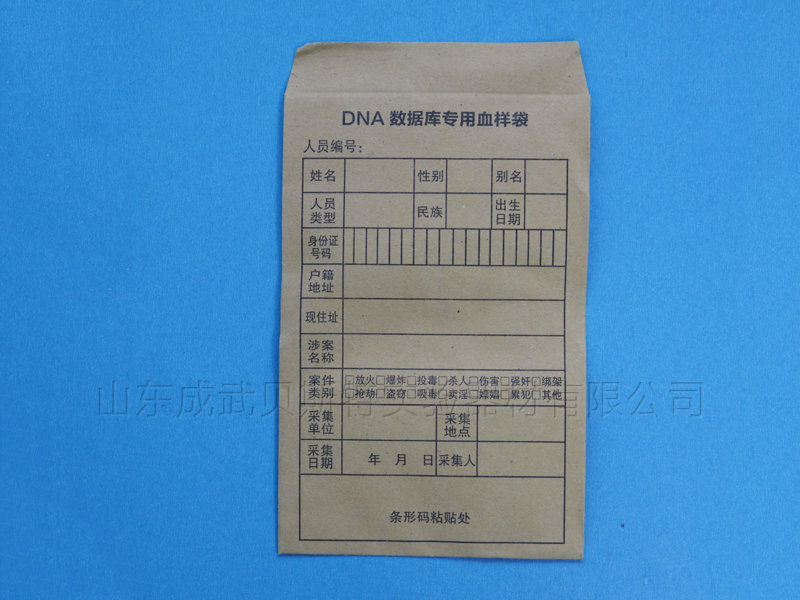 DNA 数据库专用血样袋
人员编号：
姓名 性别 别名
人员类型 民族 出生日期
身份证号码
户籍地址
现住址
涉案名称
案件类别 □放火□爆炸□投毒□杀人□伤害□强奸□绑架
□抢劫□盗窃□吸毒□卖淫□嫖娼□累犯□其他
采集单位 采集地点
采集日期 年 月 日 采集人
条形码粘贴处
山东成武贝
有限公司